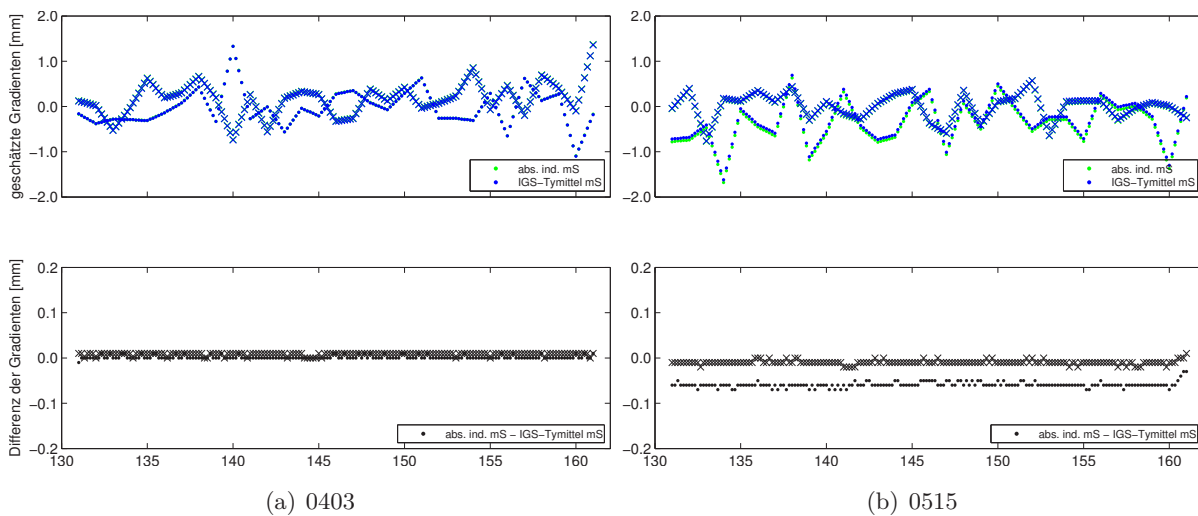 geschätzte Gradienten [mm]
2.0
1.0
0.0
−1.0
−2.0
abs. ind. mS
IGS−Tymittel mS
2.0
1.0
0.0
−1.0
−2.0
abs. ind. mS
IGS−Tymittel mS
Differenz der Gradienten [mm]
0.2
0.1
0.0
−0.1
−0.2
abs. ind. mS − IGS−Tymittel mS
130 135 140 145 150 155 160
0.2
0.1
0.0
−0.1
−0.2
abs. ind. mS − IGS−Tymittel mS
130 135 140 145 150 155 160
(a) 0403
(b) 0515